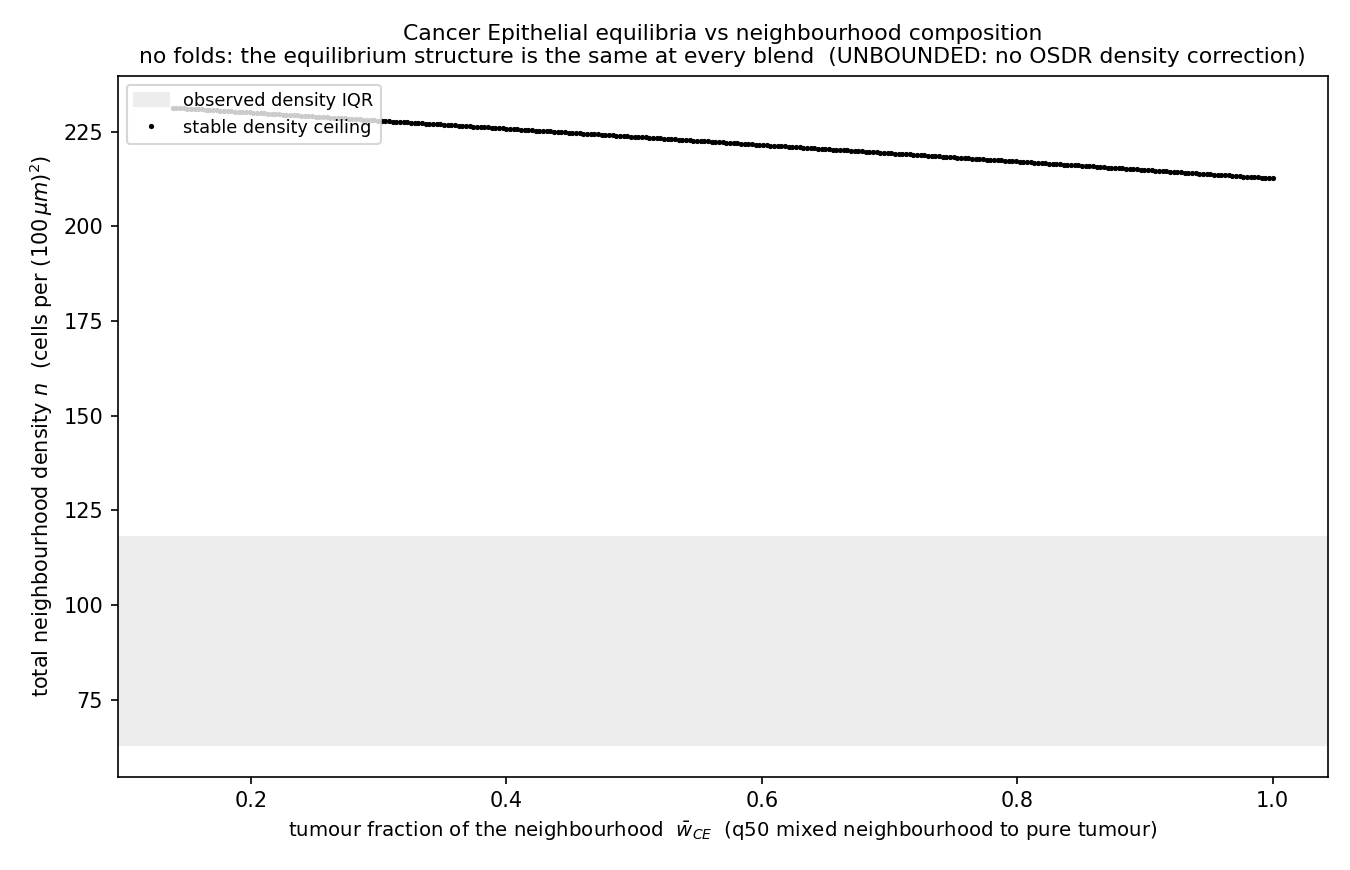 Cancer Epithelial equilibria vs neighbourhood composition
no folds: the equilibrium structure is the same at every blend (UNBOUNDED: no OSDR density correction)
observed density IQR
stable density ceiling
225
200
175
150
125
100
75
total neighbourhood density n (cells per (100 μm)²)
0.2 0.4 0.6 0.8 1.0
tumour fraction of the neighbourhood w̄_CE (q50 mixed neighbourhood to pure tumour)